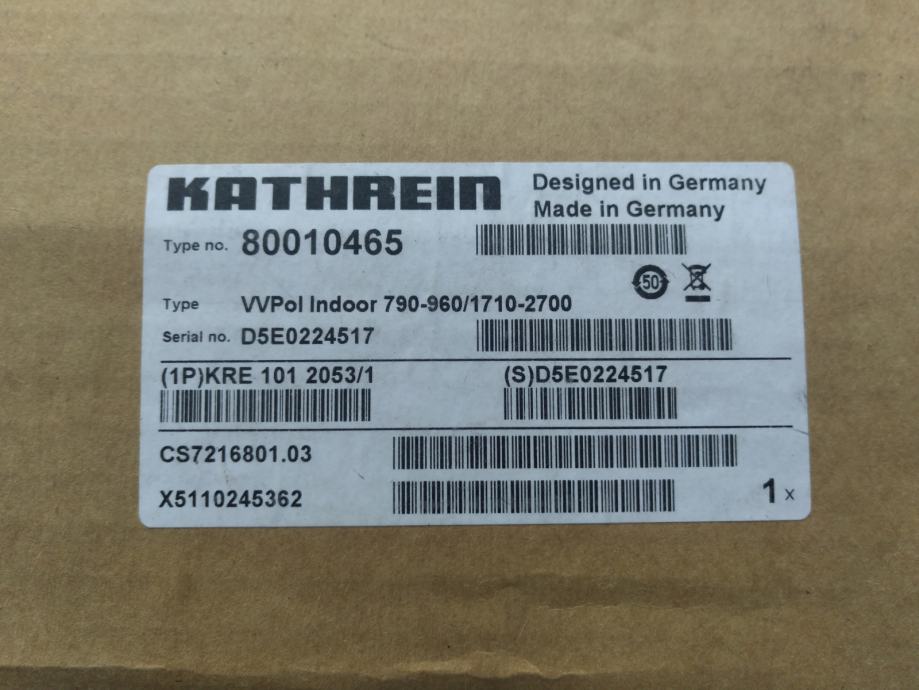 KATHREIN
Designed in Germany
Made in Germany
Type no. 80010465
50
Type VVPol Indoor 790-960/1710-2700
Serial no. D5E0224517
(1P)KRE 101 2053/1
(S)D5E0224517
CS7216801.03
X5110245362
1 x